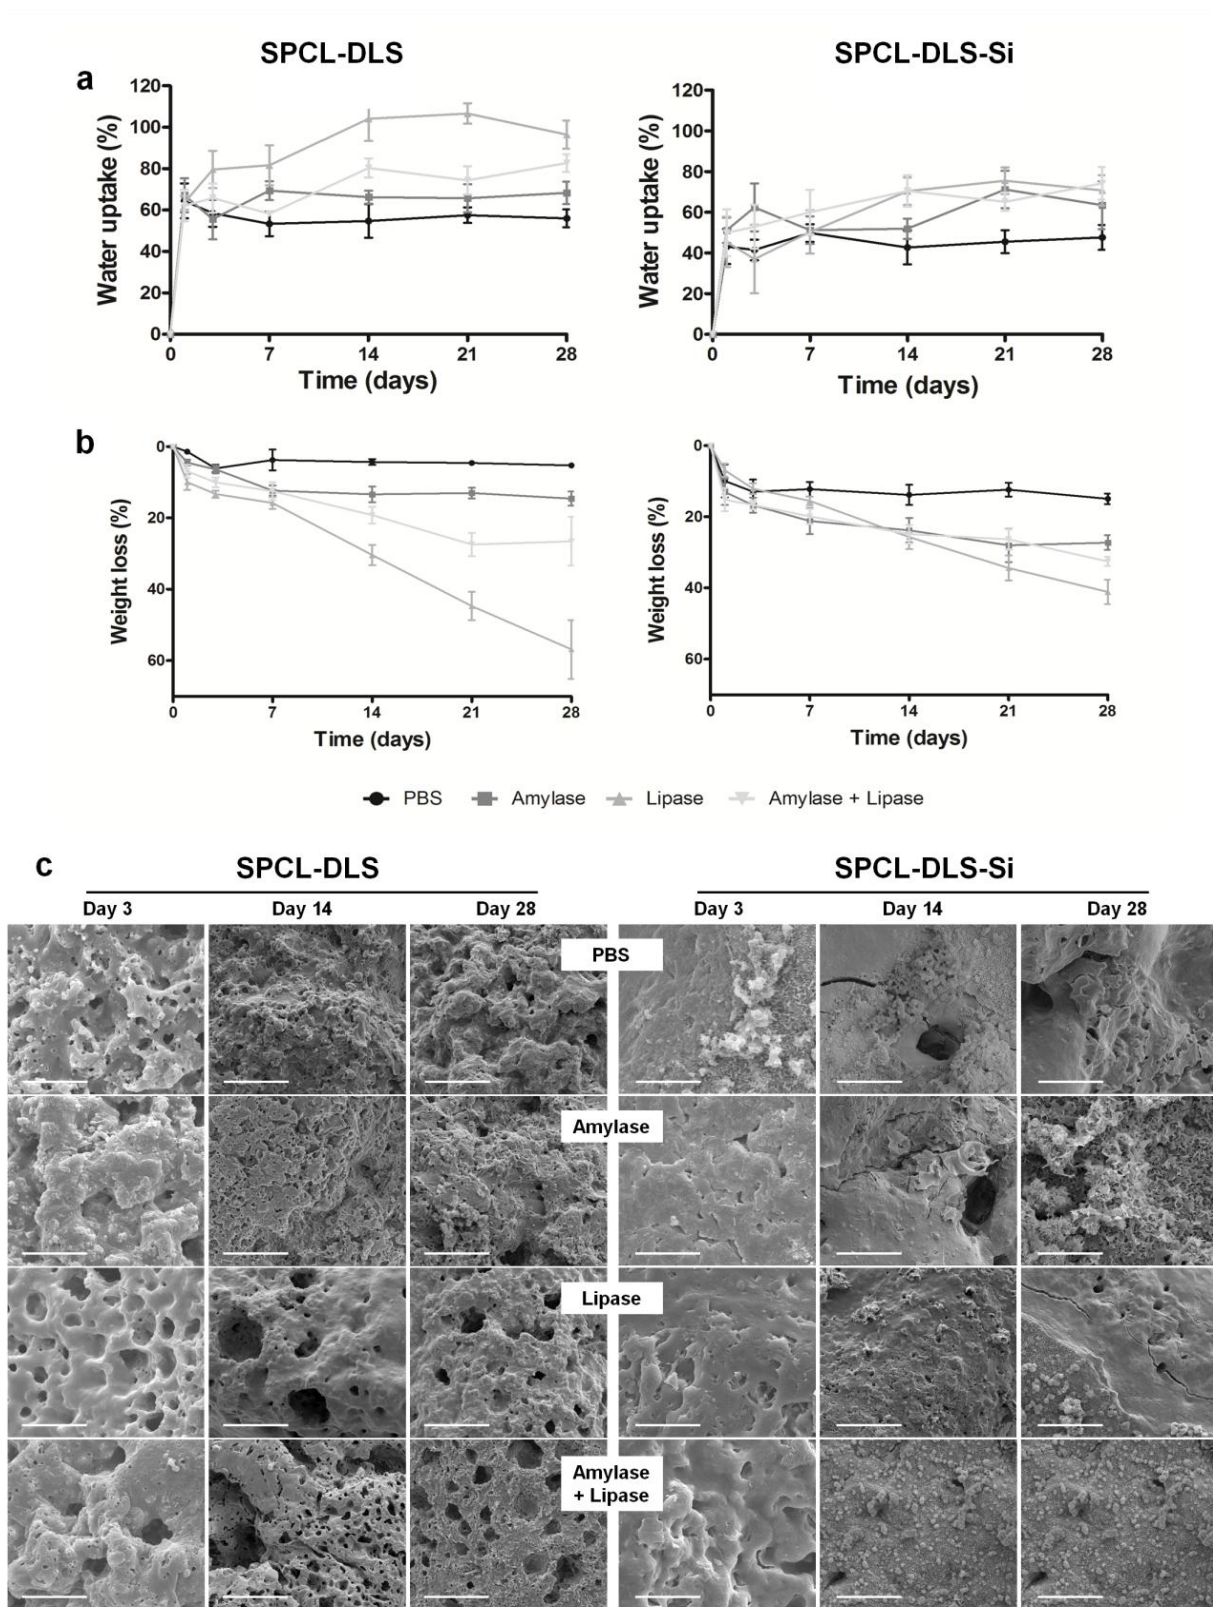 SPCL-DLS
SPCL-DLS-Si
a
Water uptake (%)
120
100
80
60
40
20
0
0 7 14 21 28
Time (days)
Water uptake (%)
120
100
80
60
40
20
0
0 7 14 21 28
Time (days)
b
Weight loss (%)
0
20
40
60
0 7 14 21 28
Time (days)
Weight loss (%)
0
20
40
60
0 7 14 21 28
Time (days)
PBS Amylase Lipase Amylase + Lipase
c
SPCL-DLS
SPCL-DLS-Si
Day 3 Day 14 Day 28
Day 3 Day 14 Day 28
PBS
Amylase
Lipase
Amylase
+ Lipase